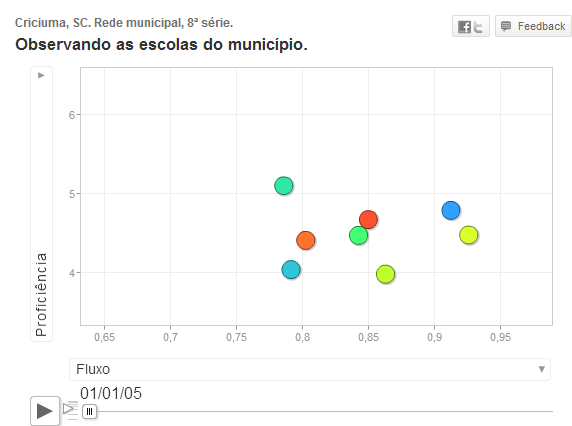 Criciuma, SC. Rede municipal, 8ª série.
Observando as escolas do município.
Feedback
6
5
4
Proficiência
0,65 0,7 0,75 0,8 0,85 0,9 0,95
Fluxo
01/01/05